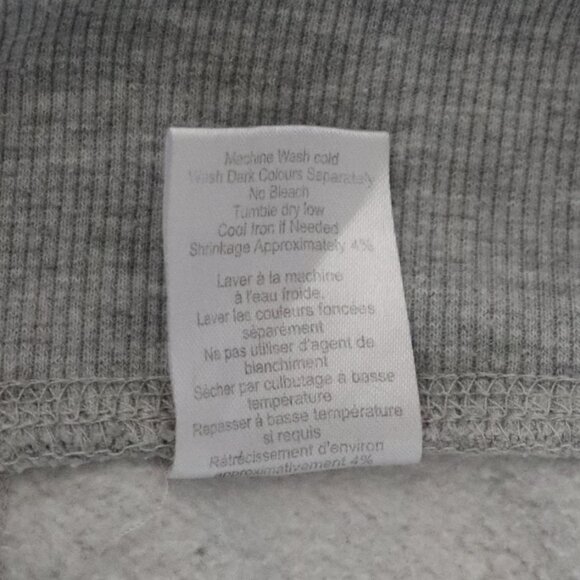 Machine Wash cold
Wash Dark Colours Separately
No Bleach
Tumble dry low
Cool Iron if Needed
Shrinkage Approximately 4%
Laver à la machine
à l'eau froide.
Laver les couleurs foncées
séparément
Ne pas utiliser d'agent de
blanchiment
Sécher par culbutage à basse
température
Repasser à basse température
si requis
Rétrécissement d'environ
approximativement 4%